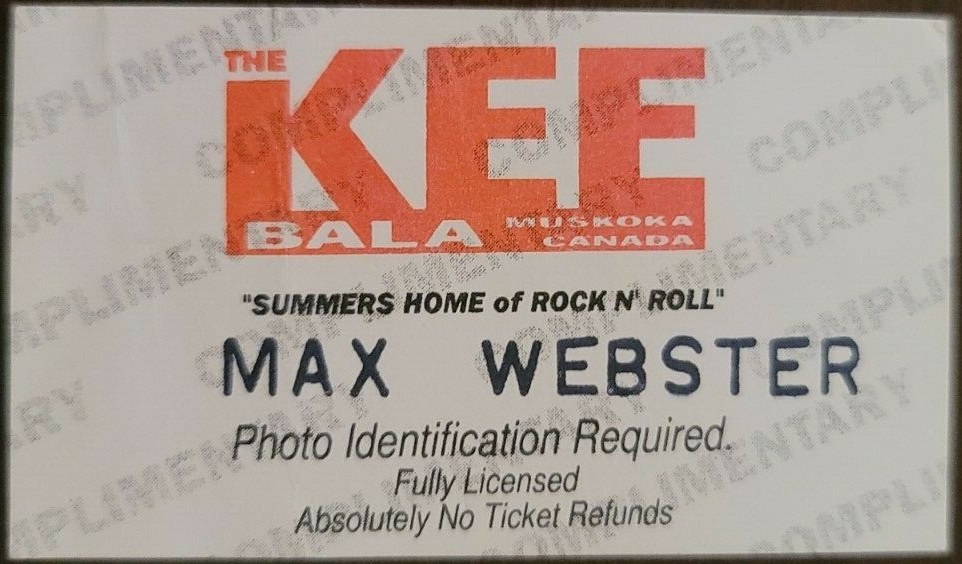 THE
KEE
BALA MUSKOKA
CANADA
"SUMMERS HOME of ROCK N' ROLL"
MAX WEBSTER
Photo Identification Required.
Fully Licensed
Absolutely No Ticket Refunds
COMPLIMENTARY